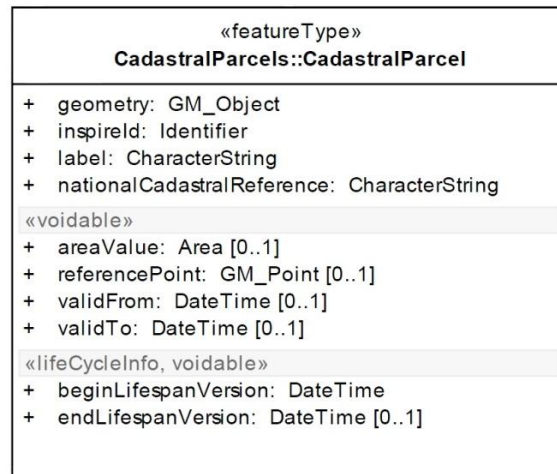 «featureType»
CadastralParcels::CadastralParcel
+ geometry: GM_Object
+ inspireId: Identifier
+ label: CharacterString
+ nationalCadastralReference: CharacterString
«voidable»
+ areaValue: Area [0..1]
+ referencePoint: GM_Point [0..1]
+ validFrom: DateTime [0..1]
+ validTo: DateTime [0..1]
«lifeCycleInfo, voidable»
+ beginLifespanVersion: DateTime
+ endLifespanVersion: DateTime [0..1]